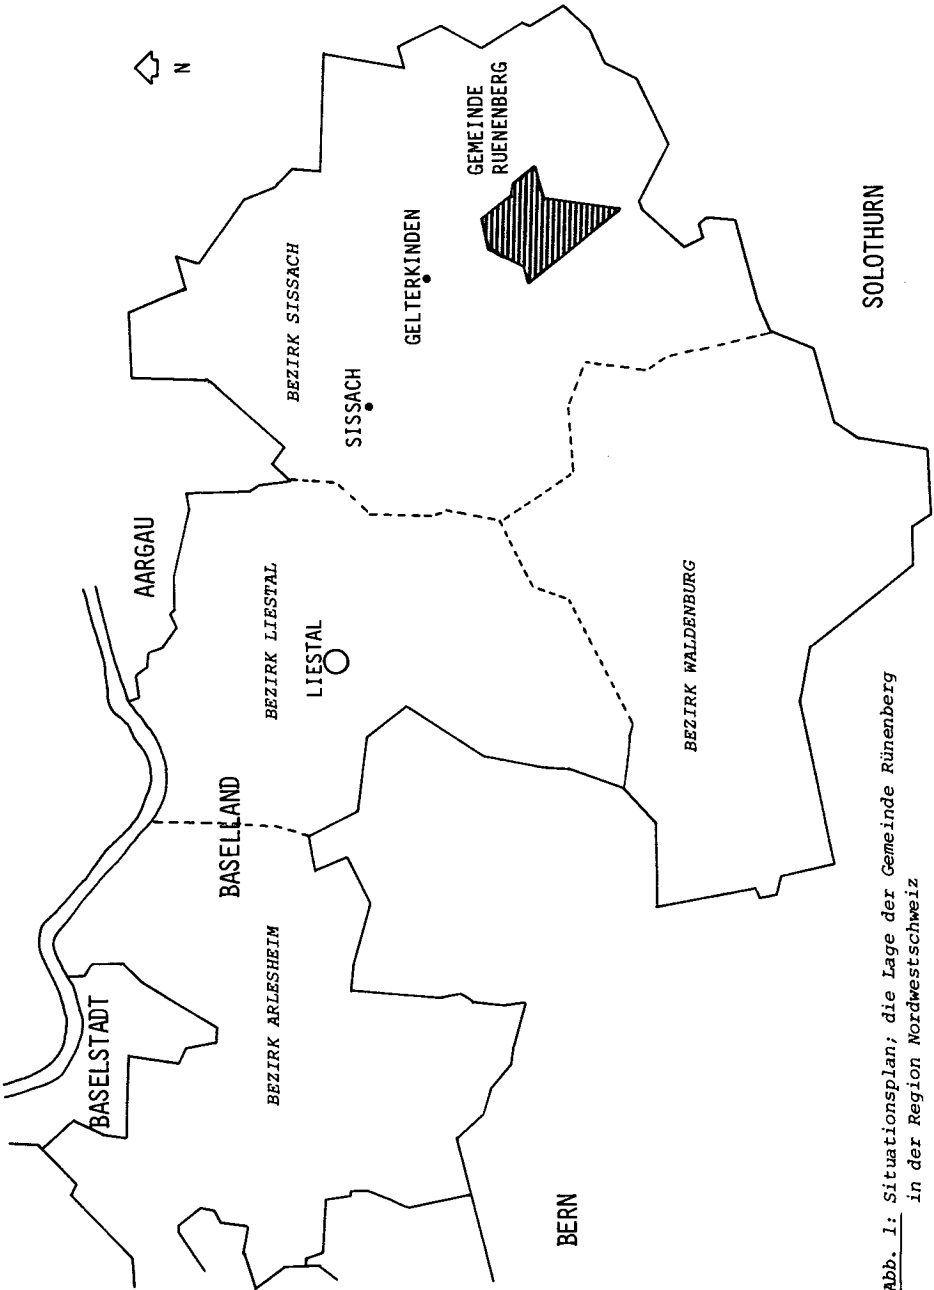 N
BASELSTADT
AARGAU
BASELLAND
BEZIRK ARLESHEIM
BEZIRK LIESTAL
LIESTAL
BEZIRK SISSACH
SISSACH
GELTERKINDEN
GEMEINDE
RUENENBERG
BEZIRK WALDENBURG
BERN
SOLOTHURN
Abb. 1: Situationsplan; die Lage der Gemeinde Rünenberg
in der Region Nordwestschweiz